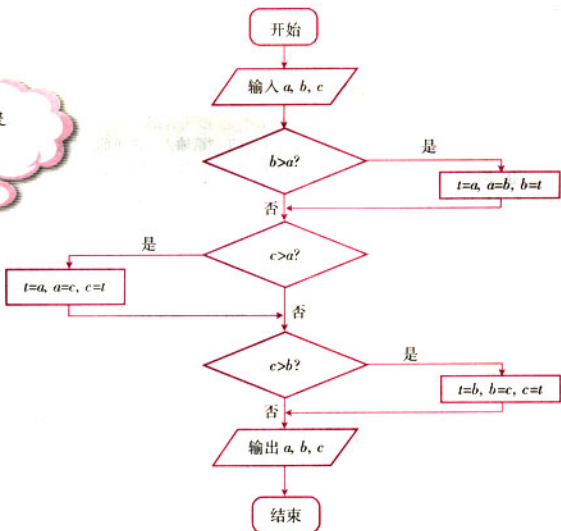 开始
输入 a, b, c
b>a?
是
t=a, a=b, b=t
否
c>a?
是
t=a, a=c, c=t
否
c>b?
是
t=b, b=c, c=t
否
输出 a, b, c
结束